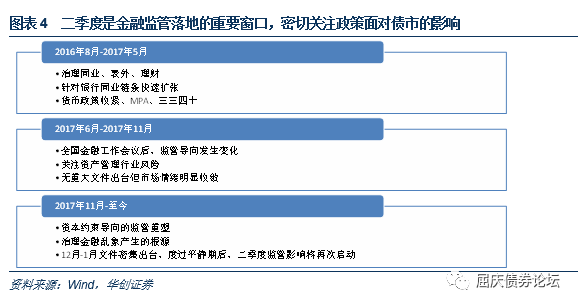 图表 4 二季度是金融监管落地的重要窗口，密切关注政策面对债市的影响
2016年8月-2017年5月
•治理同业、表外、理财
•针对银行同业链条快速扩张
•货币政策收紧、MPA、三三四十
2017年6月-2017年11月
•全国金融工作会议后、监管导向发生变化
•关注资产管理行业风险
•无重大文件出台但市场情绪明显收敛
2017年11月-至今
•资本约束导向的监管重塑
•治理金融乱象产生的根源
•12月-1月文件密集出台、度过平静期后、二季度监管影响将再次启动
资料来源：Wind，华创证券
屈庆债券论坛